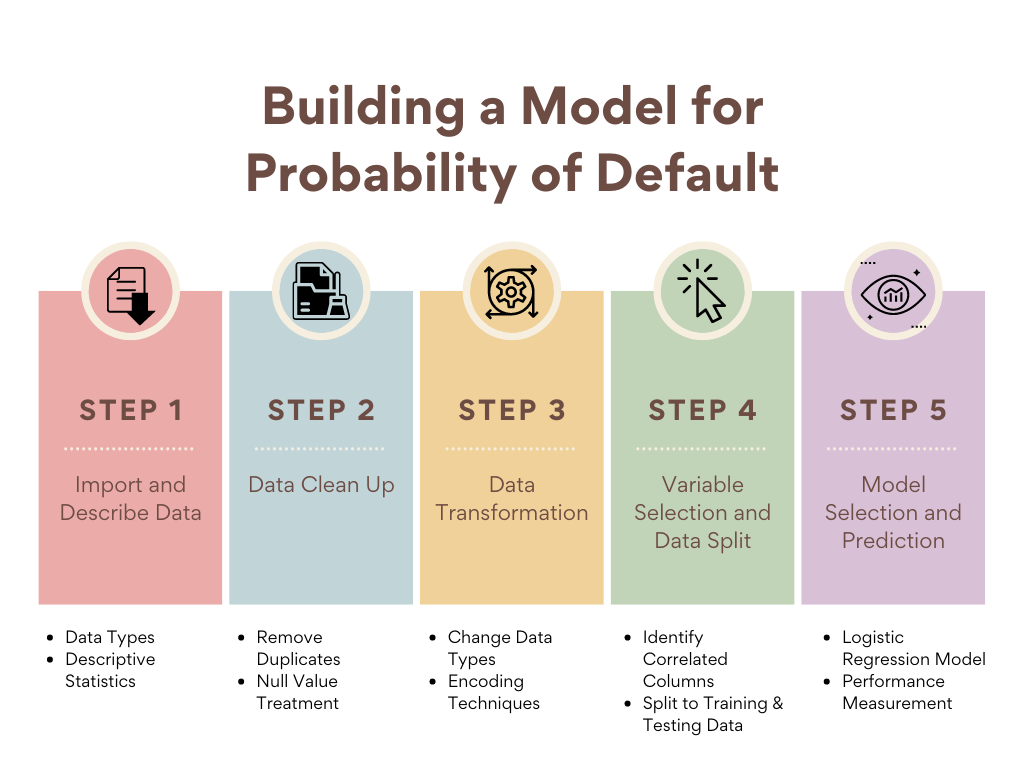 Building a Model for
Probability of Default
STEP 1
Import and
Describe Data
• Data Types
• Descriptive
Statistics
STEP 2
Data Clean Up
• Remove
Duplicates
• Null Value
Treatment
STEP 3
Data
Transformation
• Change Data
Types
• Encoding
Techniques
STEP 4
Variable
Selection and
Data Split
• Identify
Correlated
Columns
• Split to Training &
Testing Data
STEP 5
Model
Selection and
Prediction
• Logistic
Regression Model
• Performance
Measurement